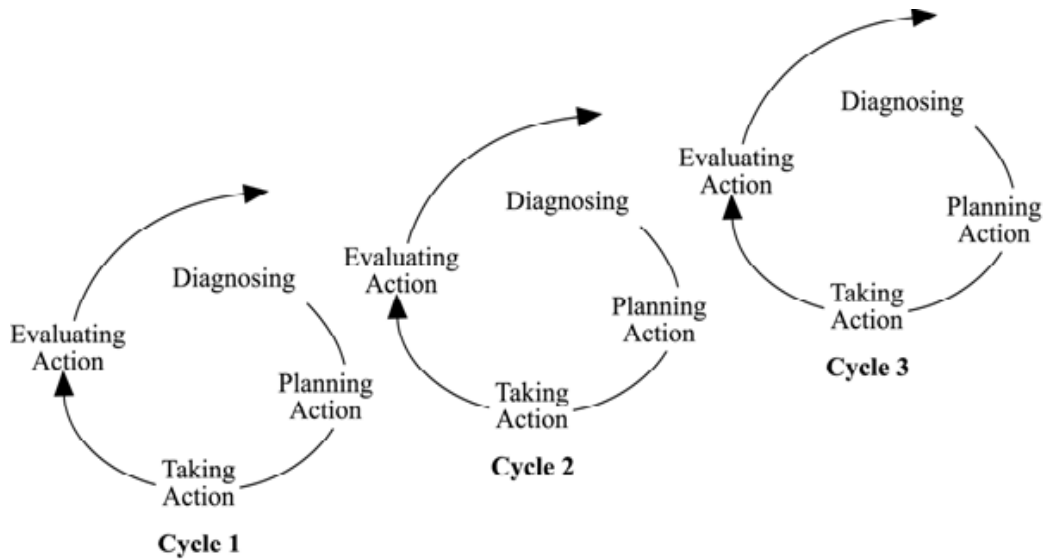 Diagnosing
Planning
Action
Taking
Action
Evaluating
Action
Cycle 1
Diagnosing
Planning
Action
Taking
Action
Evaluating
Action
Cycle 2
Diagnosing
Planning
Action
Taking
Action
Evaluating
Action
Cycle 3